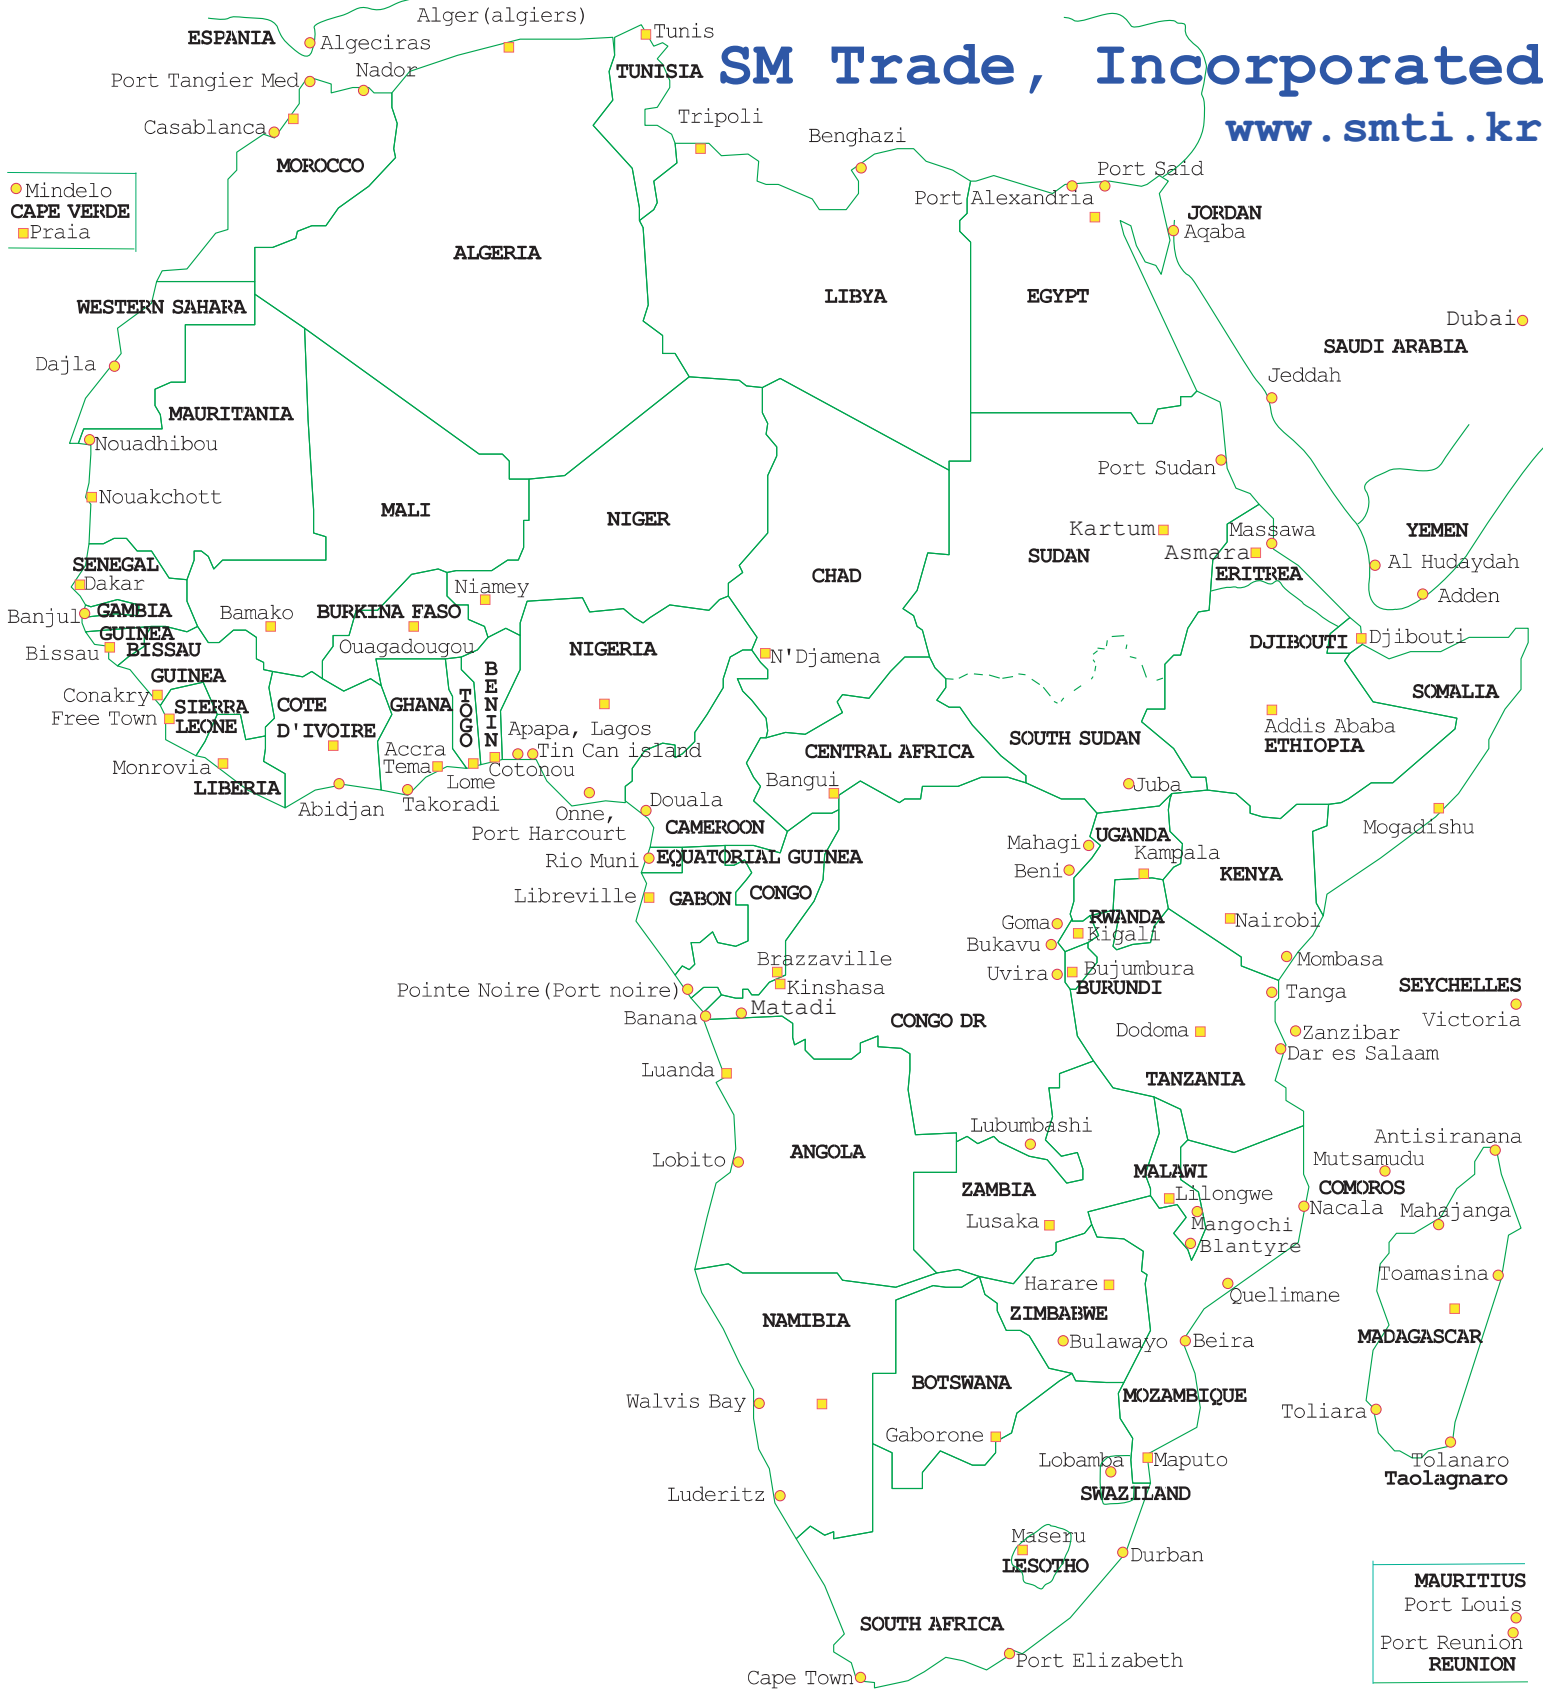 Alger(algiers)
ESPANIA
Algeciras
Tunis
SM Trade, Incorporated
www.smti.kr
Port Tangier Med
Nador
TUNISIA
Casablanca
Tripoli
Benghazi
MOROCCO
Port Said
Port Alexandria
Mindelo
CAPE VERDE
Praia
JORDAN
Aqaba
ALGERIA
LIBYA
EGYPT
WESTERN SAHARA
Dubai
SAUDI ARABIA
Dajla
Jeddah
MAURITANIA
Nouadhibou
Port Sudan
Nouakchott
MALI
NIGER
Kartum
SUDAN
Massawa
Asmara
ERITREA
YEMEN
Al Hudaydah
Adden
SENEGAL
Dakar
CHAD
Niamey
Banjul
GAMBIA
Bamako
BURKINA FASO
Ouagadougou
GUINEA
BISSAU
Bissau
NIGERIA
N'Djamena
DJIBOUTI
Djibouti
GUINEA
BENIN
TOGO
GHANA
COTE
D'IVOIRE
Conakry
SIERRA
LEONE
Free Town
SOMALIA
Addis Ababa
ETHIOPIA
Apapa, Lagos
Tin Can island
Accra
Tema
Lome
Cotonou
CENTRAL AFRICA
SOUTH SUDAN
Monrovia
LIBERIA
Abidjan
Takoradi
Bangui
Juba
Onne,
Port Harcourt
Douala
CAMEROON
Mogadishu
Mahagi
UGANDA
Kampala
Rio Muni
EQUATORIAL GUINEA
Beni
KENYA
Libreville
GABON
CONGO
Goma
RWANDA
Kigali
Nairobi
Bukavu
Uvira
Bujumbura
BURUNDI
Mombasa
Brazzaville
Kinshasa
Pointe Noire(Port noire)
Banana
Matadi
CONGO DR
Tanga
SEYCHELLES
Victoria
Dodoma
Zanzibar
Dar es Salaam
Luanda
TANZANIA
Lubumbashi
ANGOLA
Lobito
Antisiranana
Mutsamudu
COMOROS
MALAWI
Lilongwe
ZAMBIA
Lusaka
Mangochi
Blantyre
Nacala
Mahajanga
Toamasina
Harare
ZIMBABWE
Quelimane
NAMIBIA
Bulawayo
Beira
MADAGASCAR
BOTSWANA
MOZAMBIQUE
Walvis Bay
Toliara
Gaborone
Lobamba
Maputo
SWAZILAND
Tolanaro
Taolagnaro
Luderitz
Maseru
LESOTHO
Durban
SOUTH AFRICA
Port Elizabeth
Cape Town
MAURITIUS
Port Louis
Port Reunion
REUNION